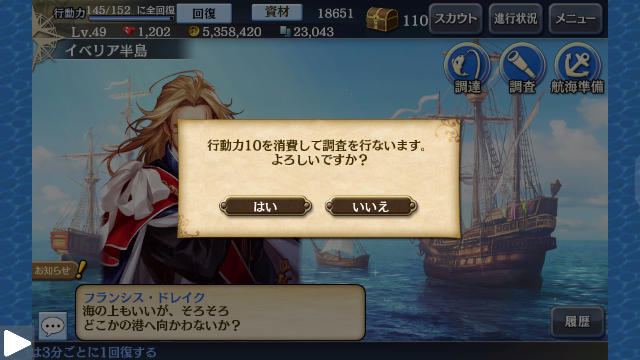 行動力 145/152 に全回復 回復 資材 18651 110 スカウト 進行状況 メニュー
Lv.49 1,202 5,358,420 23,043
イベリア半島
調達 調査 航海準備
行動力10を消費して調査を行ないます。
よろしいですか?
はい いいえ
お知らせ
フランシス・ドレイク
海の上もいいが、そろそろ
どこかの港へ向かわないか?
履歴
は3分ごとに1回復する